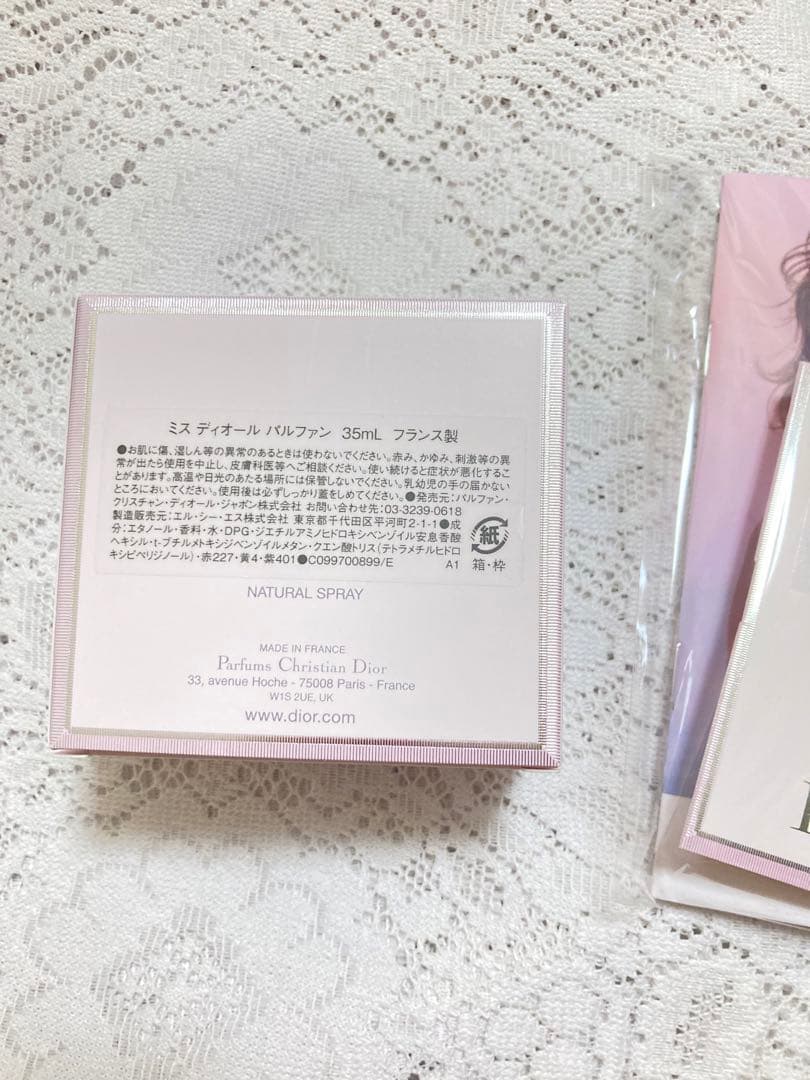 ミス ディオール パルファン 35mL フランス製
●お肌に傷、湿しん等の異常のあるときは使わないでください。赤み、かゆみ、刺激等の異
常が出たら使用を中止し、皮膚科医等へご相談ください。使い続けると症状が悪化するこ
とがあります。高温や日光のあたる場所には保管しないでください。乳幼児の手の届かない
ところにおいてください。使用後は必ずしっかり蓋をしめてください。●発売元:パルファン・
クリスチャン・ディオール・ジャポン株式会社 お問い合わせ先:03-3239-0618
製造販売元:エル・シー・エス株式会社 東京都千代田区平河町2-1-1●成
分:エタノール・香料・水・DPG・ジエチルアミノヒドロキシベンゾイル安息香酸
ヘキシル・t-ブチルメトキシジベンゾイルメタン・クエン酸トリス(テトラメチルヒドロ
キシピペリジノール)・赤227・黄4・紫401●C099700899/E
A1
紙
箱・枠
NATURAL SPRAY
MADE IN FRANCE
Parfums Christian Dior
33, avenue Hoche - 75008 Paris - France
W1S 2UE, UK
www.dior.com